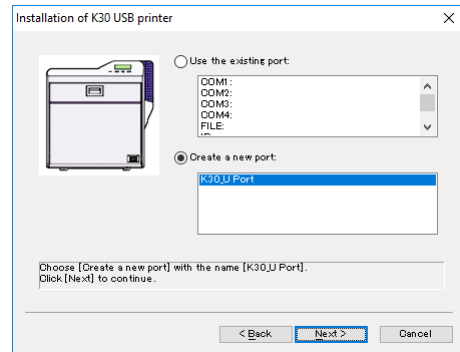 Installation of K30 USB printer
Use the existing port:
COM1:
COM2:
COM3:
COM4:
FILE:
Create a new port:
K30_U Port
Choose [Create a new port] with the name [K30_U Port].
Click [Next] to continue.
< Back Next > Cancel